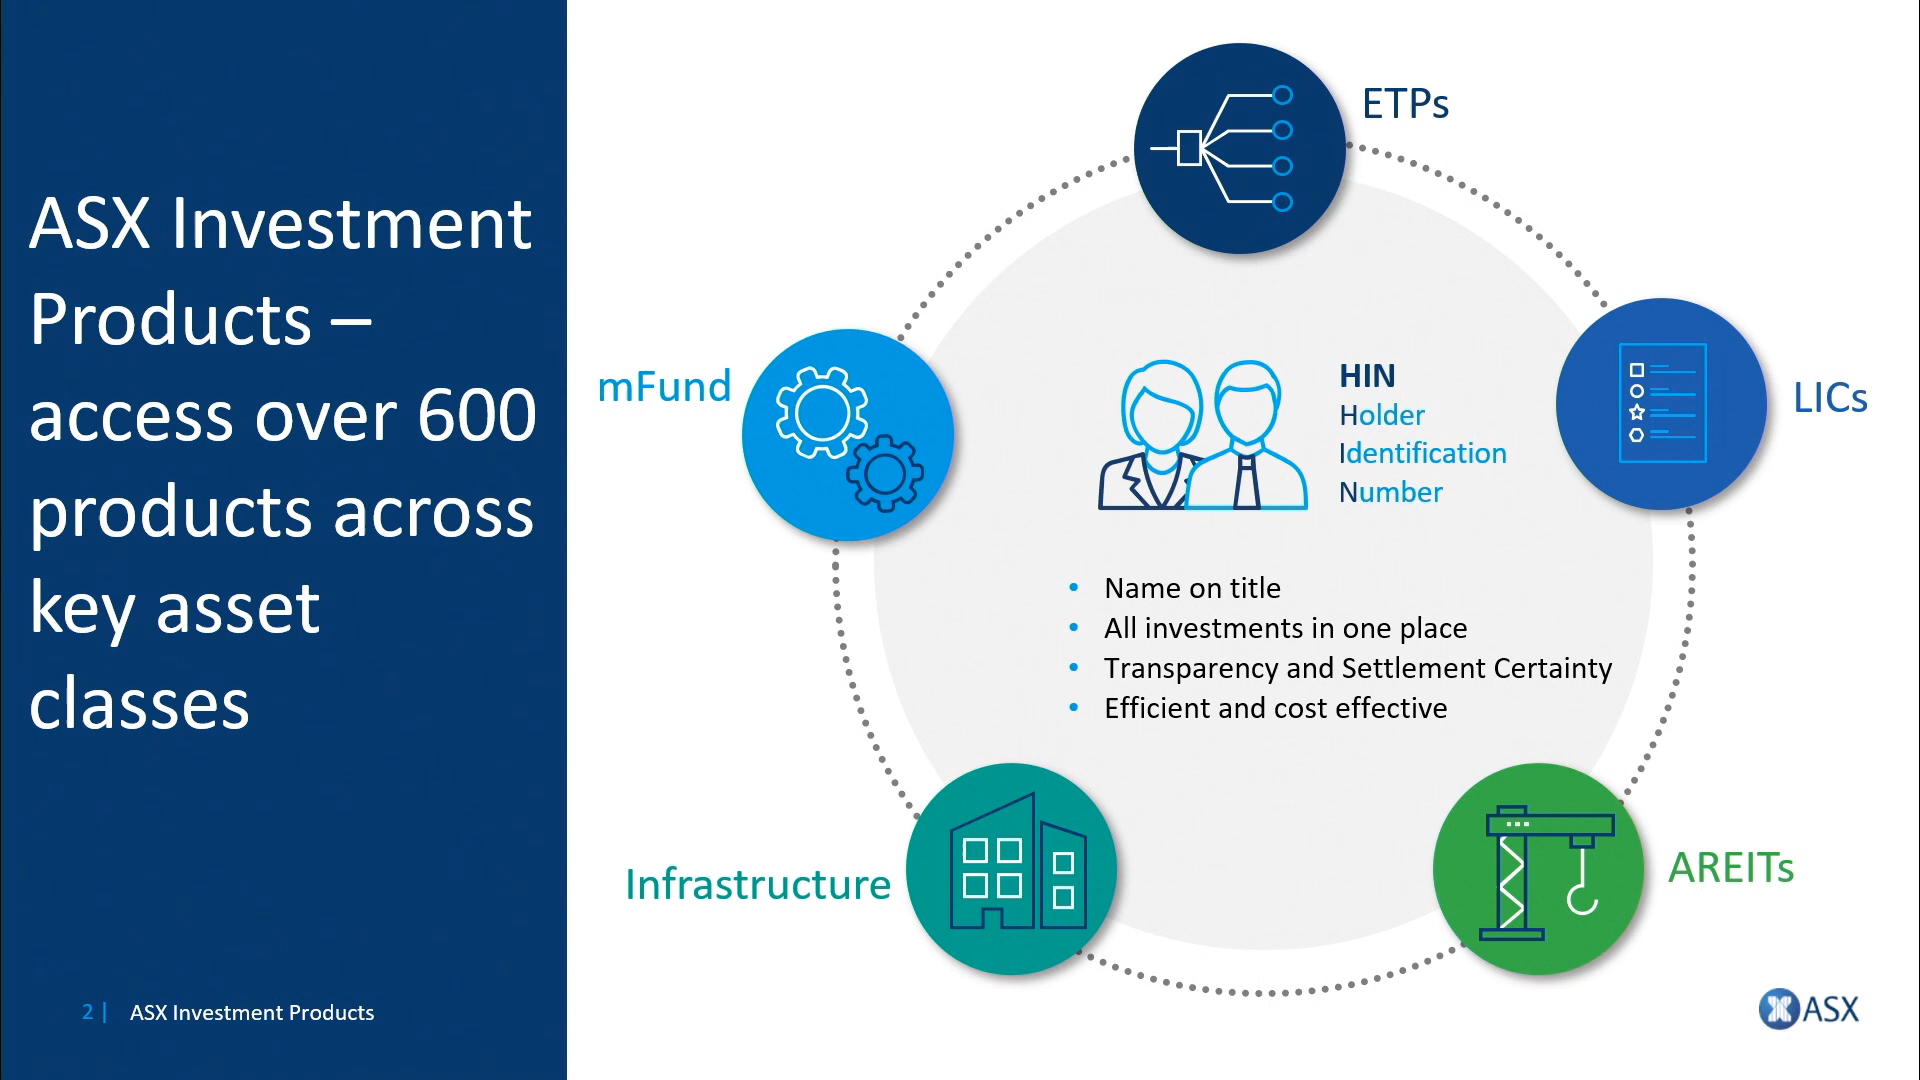 ASX Investment
Products –
access over 600
products across
key asset
classes
2 | ASX Investment Products
ETPs
mFund
LICs
HIN
Holder
Identification
Number
• Name on title
• All investments in one place
• Transparency and Settlement Certainty
• Efficient and cost effective
Infrastructure
AREITs
ASX